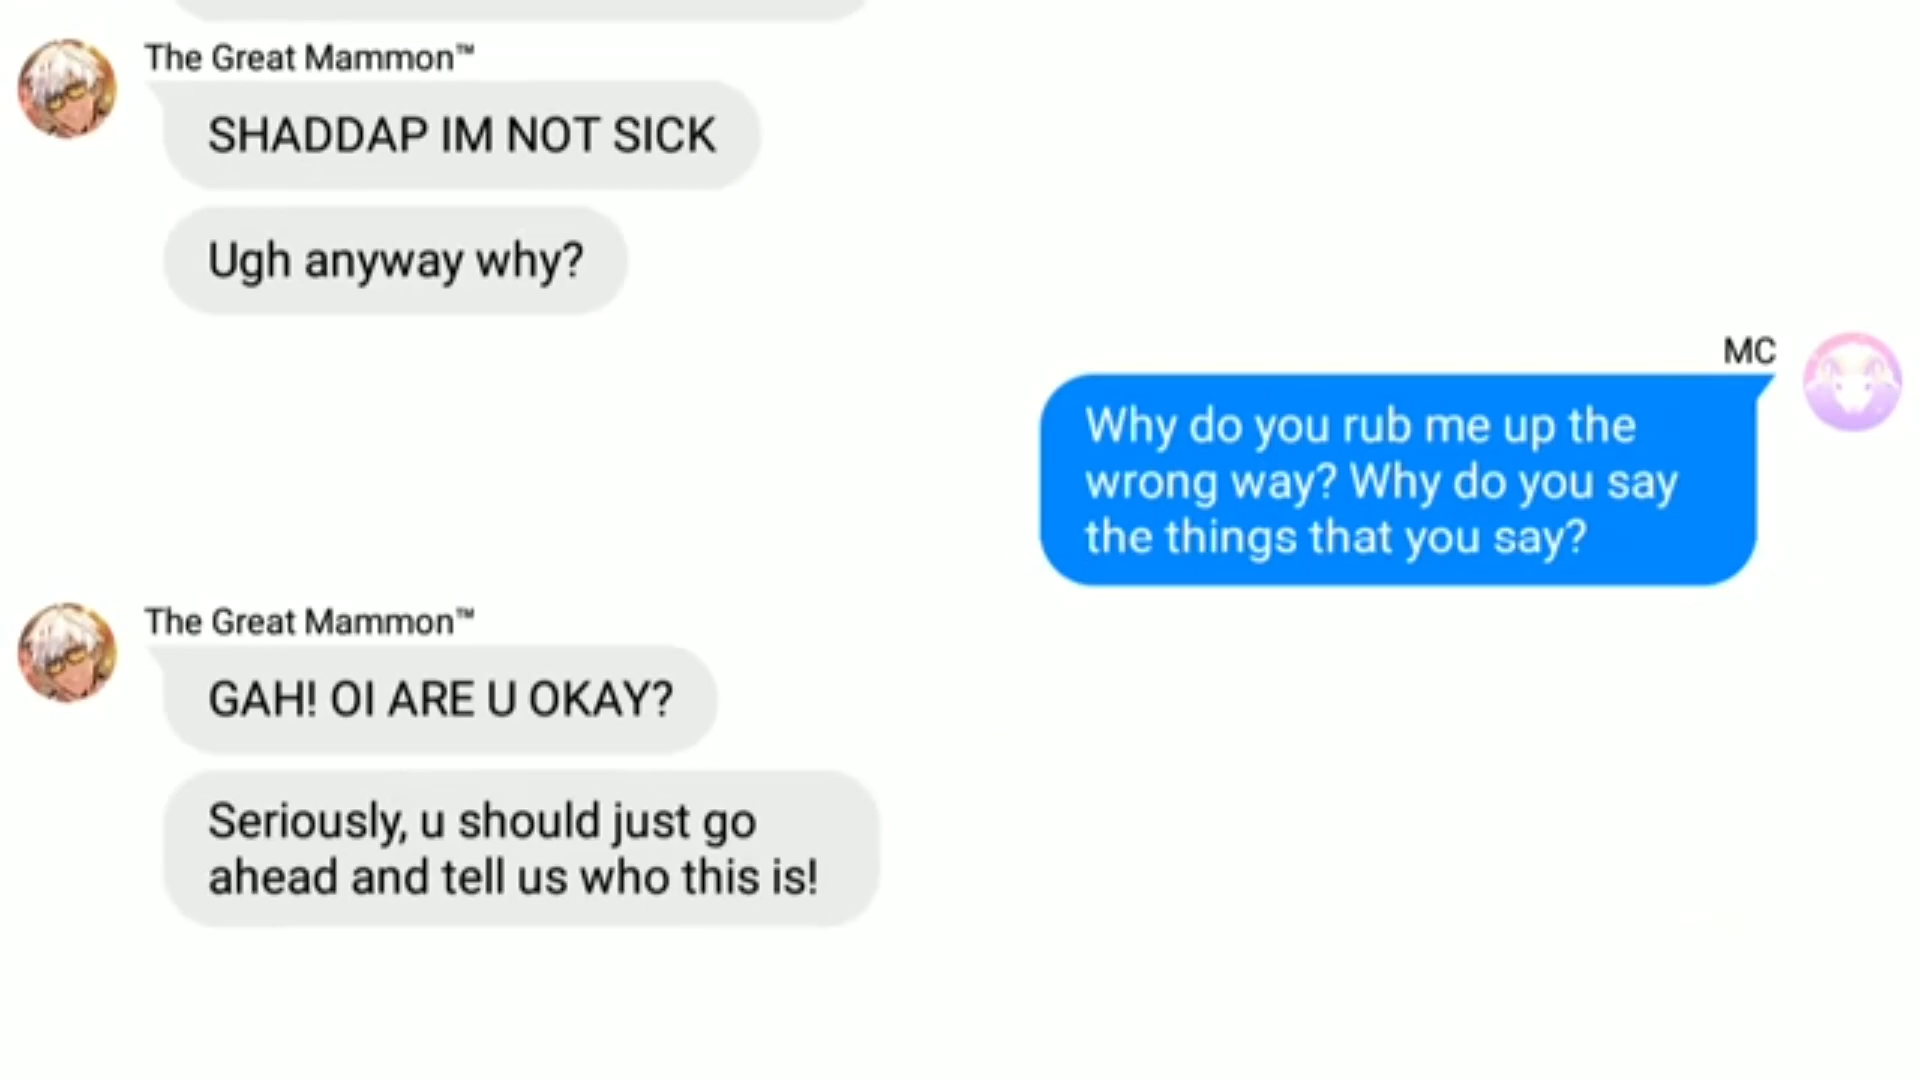 The Great Mammon™
SHADDAP IM NOT SICK
Ugh anyway why?
MC
Why do you rub me up the
wrong way? Why do you say
the things that you say?
The Great Mammon™
GAH! OI ARE U OKAY?
Seriously, u should just go
ahead and tell us who this is!